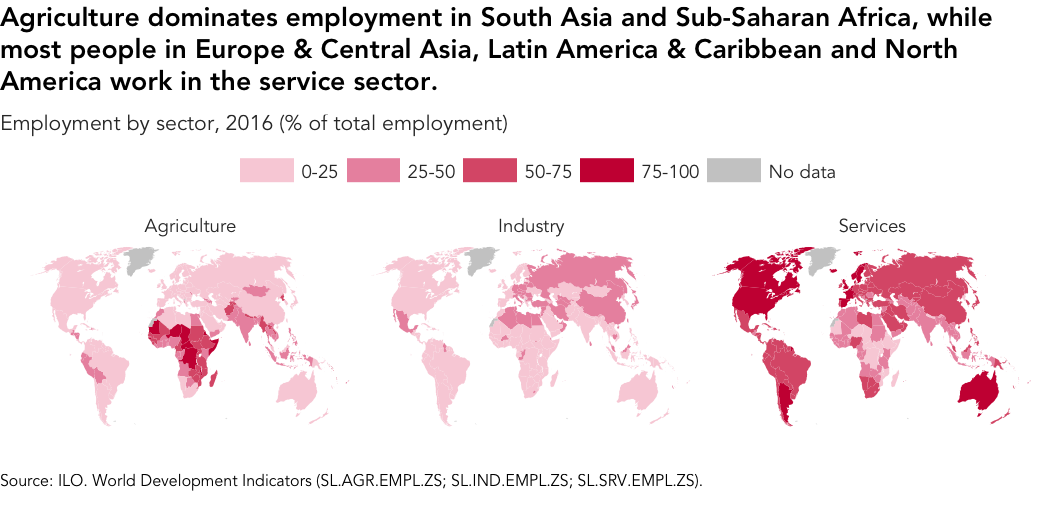 Agriculture dominates employment in South Asia and Sub-Saharan Africa, while
most people in Europe & Central Asia, Latin America & Caribbean and North
America work in the service sector.
Employment by sector, 2016 (% of total employment)
0-25 25-50 50-75 75-100 No data
Agriculture Industry Services
Source: ILO. World Development Indicators (SL.AGR.EMPL.ZS; SL.IND.EMPL.ZS; SL.SRV.EMPL.ZS).